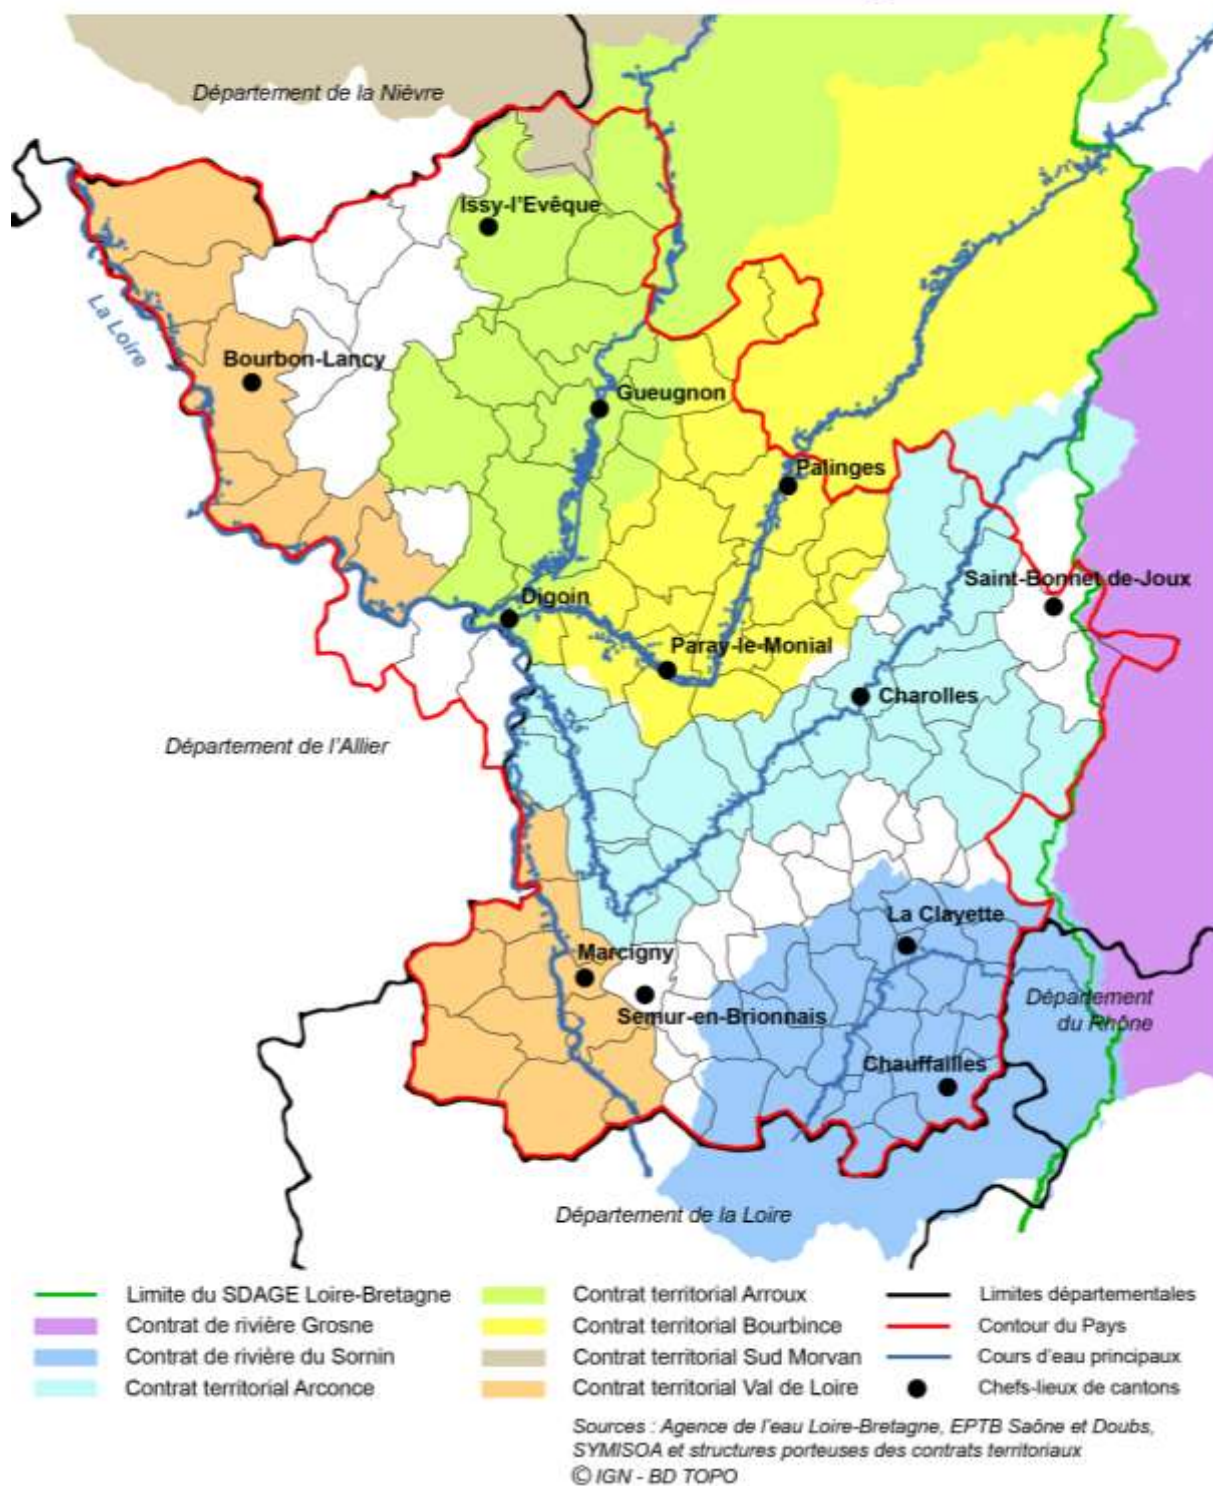 Département de la Nièvre
Issy-l'Evêque
La Loire
Bourbon-Lancy
Gueugnon
Palinges
Saint-Bonnet de-Joux
Digoin
Paray-le-Monial
Charolles
Département de l'Allier
La Clayette
Marcigny
Département
du Rhône
Semur-en-Brionnais
Chauffailles
Département de la Loire
Limite du SDAGE Loire-Bretagne
Contrat de rivière Grosne
Contrat de rivière du Sornin
Contrat territorial Arconce
Contrat territorial Arroux
Contrat territorial Bourbince
Contrat territorial Sud Morvan
Contrat territorial Val de Loire
Limites départementales
Contour du Pays
Cours d'eau principaux
Chefs-lieux de cantons
Sources : Agence de l'eau Loire-Bretagne, EPTB Saône et Doubs,
SYMISOA et structures porteuses des contrats territoriaux
© IGN - BD TOPO